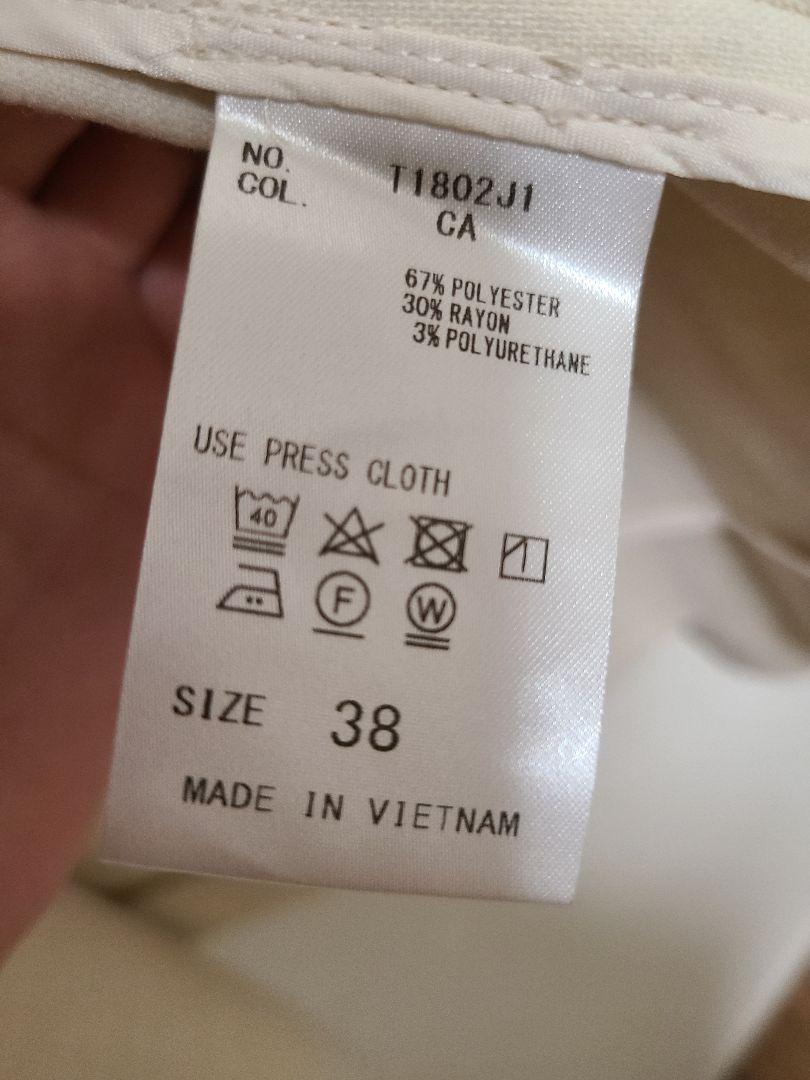 NO. T1802J1
COL. CA
67% POLYESTER
30% RAYON
3% POLYURETHANE
USE PRESS CLOTH
40
F W
SIZE 38
MADE IN VIETNAM